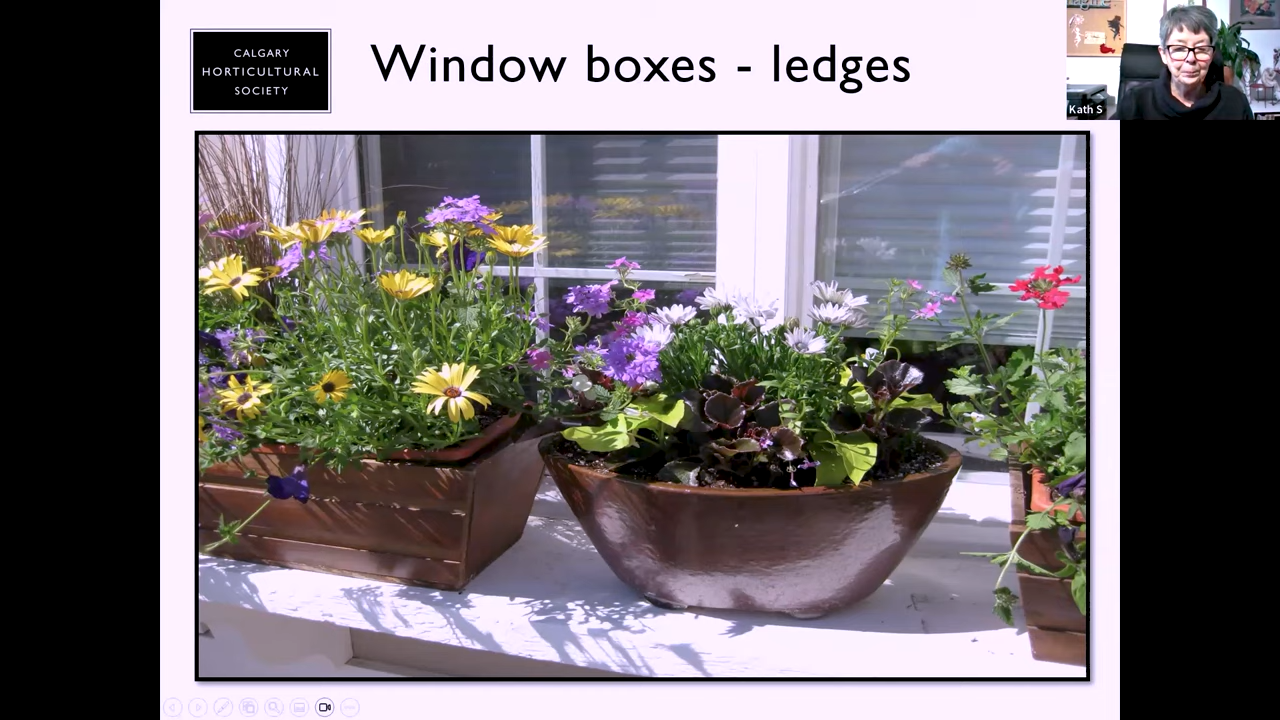 CALGARY
HORTICULTURAL
SOCIETY
Window boxes - ledges
Kath S